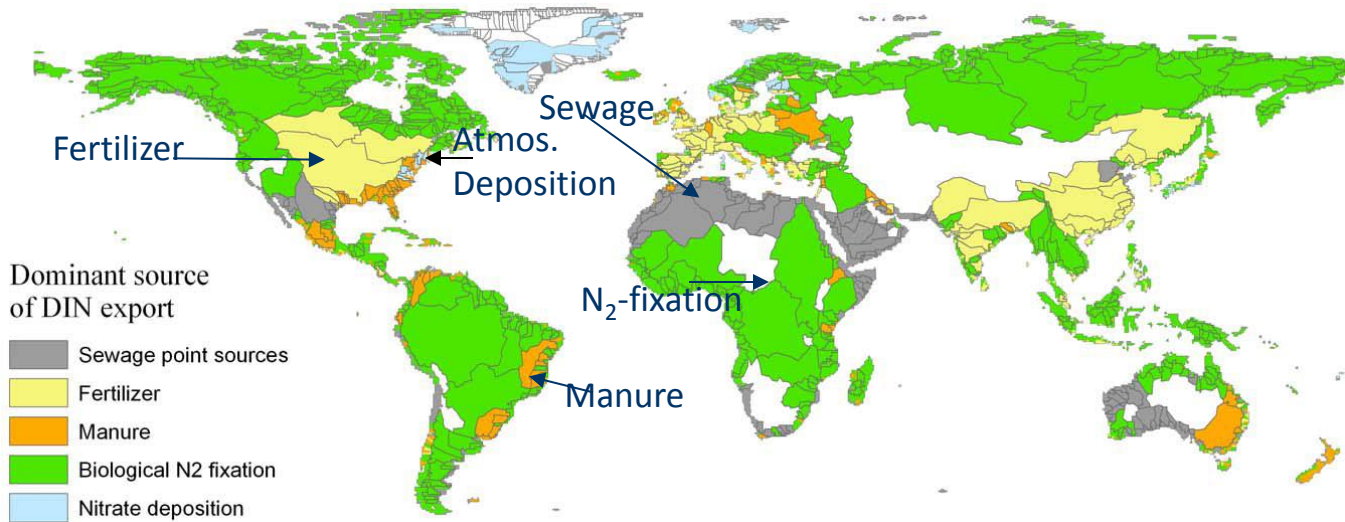 Sewage
Fertilizer
Atmos.
Deposition
N₂-fixation
Manure
Dominant source
of DIN export
Sewage point sources
Fertilizer
Manure
Biological N2 fixation
Nitrate deposition